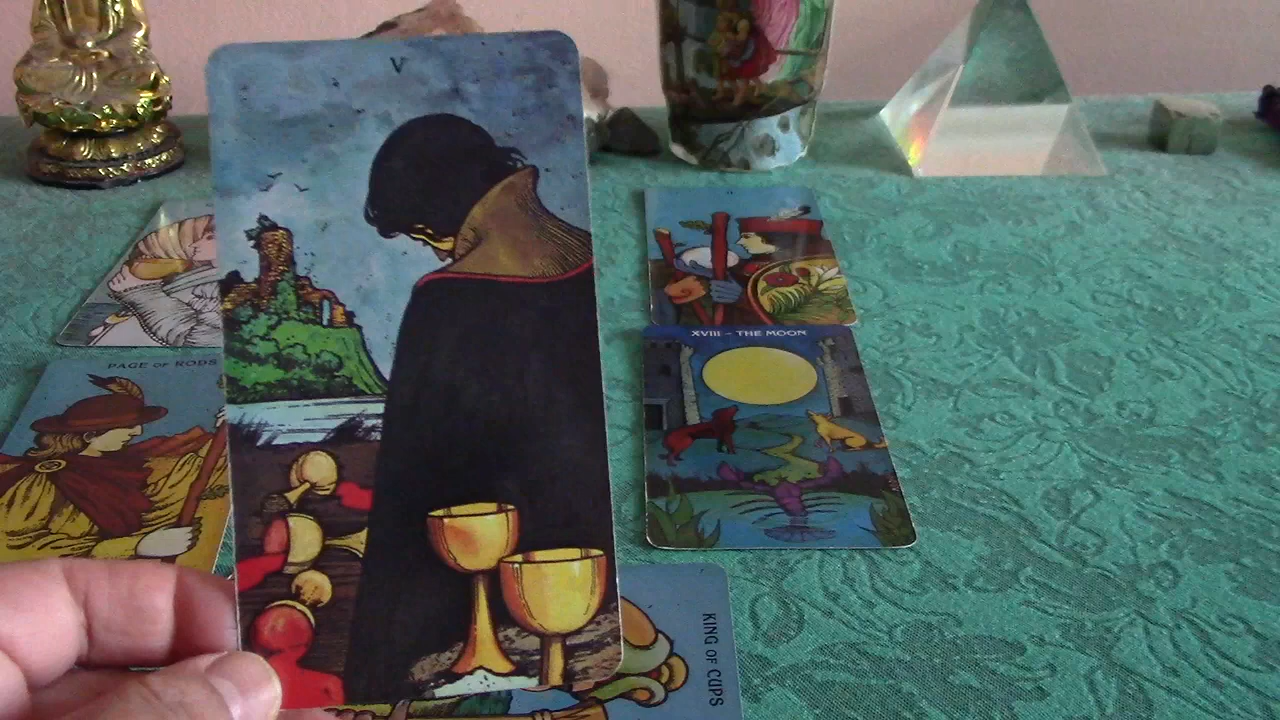 V
PAGE OF RODS
XVIII – THE MOON
KING OF CUPS